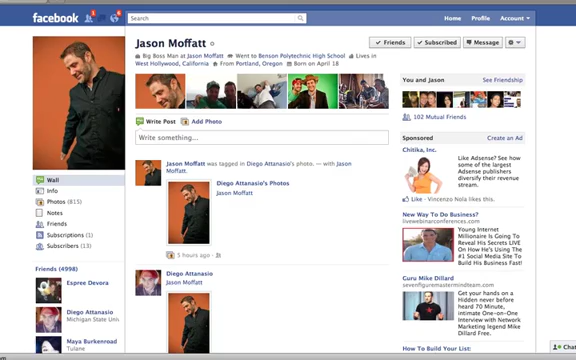 facebook
1
6
Search
Home
Profile
Account
Jason Moffatt
Friends
Subscribed
Message
Big Boss Man at Jason Moffatt Went to Benson Polytechnic High School Lives in
West Hollywood, California From Portland, Oregon Born on April 18
You and Jason
See Friendship
102 Mutual Friends
Write Post
Add Photo
Write something...
Sponsored
Create an Ad
Chitika, Inc.
Like Adsense? See how
some of the largest
Adsense publishers
diversify their revenue
stream.
Like · Vincenzo Nola likes this.
Jason Moffatt was tagged in Diego Attanasio's photo. — with Jason
Moffatt.
Diego Attanasio's Photos
Jason Moffatt
5 hours ago
Wall
Info
Photos (815)
Notes
Friends
Subscriptions (1)
Subscribers (13)
New Way To Do Business?
livewebinarconferences.com
Young Internet
Millionaire Is Going To
Reveal His Secrets LIVE
On How He's Using The
#1 Social Media Site To
Build His Business Fast!
Friends (4998)
Espree Devora
Diego Attanasio
Michigan State Univ
Maya Burkenroad
Tulane
Diego Attanasio
Jason Moffatt
Guru Mike Dillard
sevenfiguremastermindteam.com
Get your hands on a
Hidden never before
heard 70 Minute,
intimate One-on-One
Interview with Network
Marketing legend Mike
Dillard Free.
How To Build Your List:
Chat